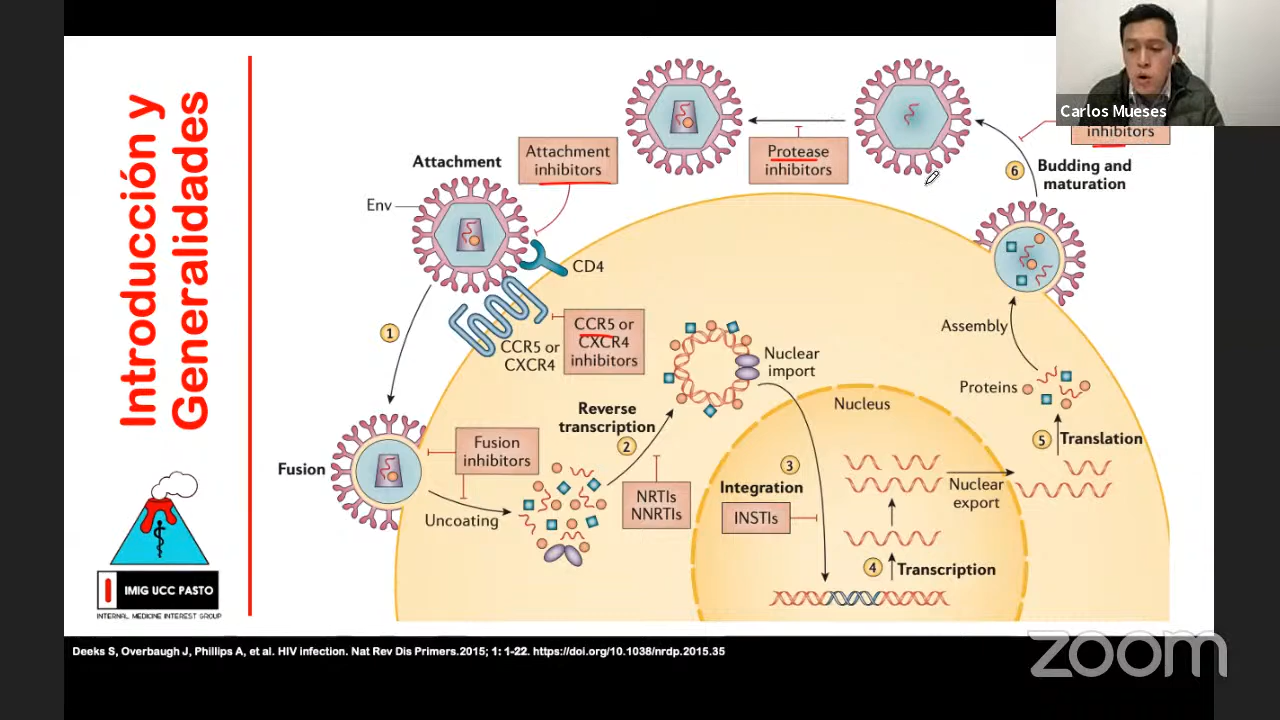 Introducción y
Generalidades
IMIG UCC PASTO
INTERNAL MEDICINE INTEREST GROUP
Attachment
Attachment
inhibitors
Env
CD4
1
CCR5 or
CXCR4
CCR5 or
CXCR4
inhibitors
Protease
inhibitors
Carlos Mueses
inhibitors
6
Budding and
maturation
Fusion
Fusion
inhibitors
Uncoating
Reverse
transcription
2
NRTIs
NNRTIs
Nuclear
import
Nucleus
3
Integration
INSTIs
4
Transcription
Nuclear
export
5
Translation
Proteins
Assembly
Deeks S, Overbaugh J, Phillips A, et al. HIV infection. Nat Rev Dis Primers.2015; 1: 1-22. https://doi.org/10.1038/nrdp.2015.35
zoom